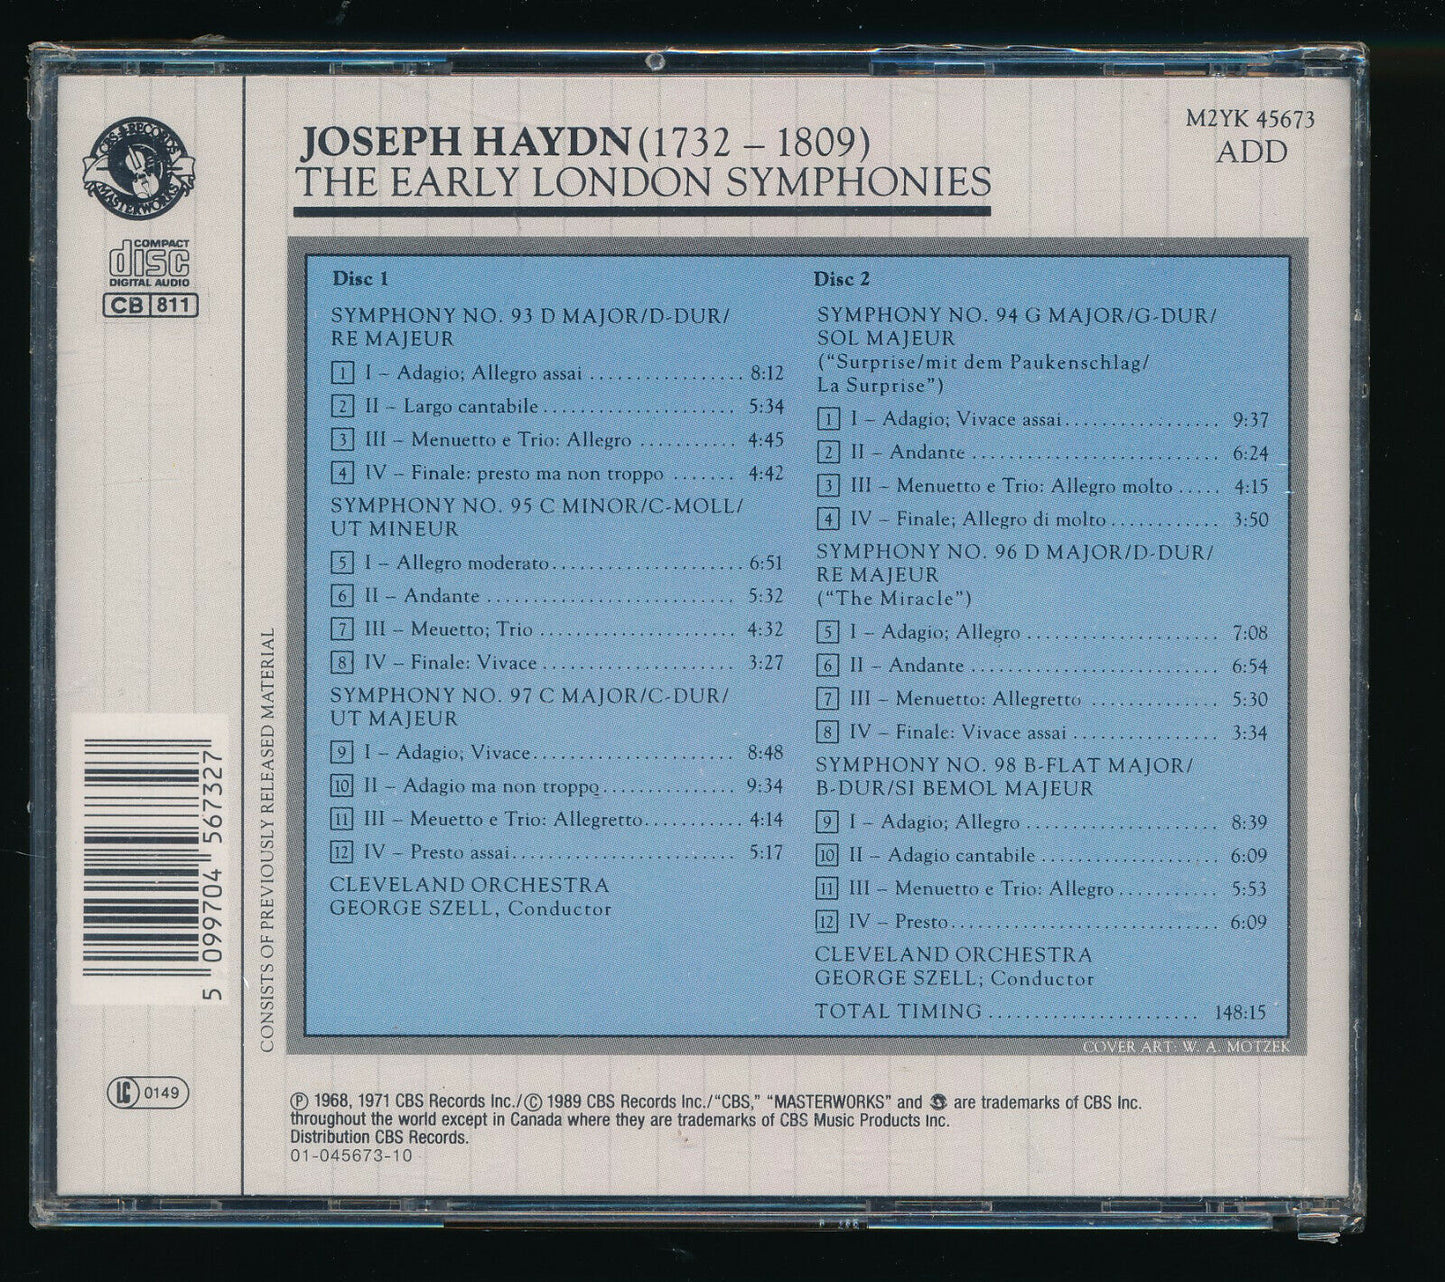 CBS RECORDS
MASTERWORKS
COMPACT
disc
DIGITAL AUDIO
CB 811
M2YK 45673
ADD
JOSEPH HAYDN (1732 – 1809)
THE EARLY LONDON SYMPHONIES
Disc 1
SYMPHONY NO. 93 D MAJOR/D-DUR/
RE MAJEUR
1 I – Adagio; Allegro assai ................. 8:12
2 II – Largo cantabile ..................... 5:34
3 III – Menuetto e Trio: Allegro ........... 4:45
4 IV – Finale: presto ma non troppo ....... 4:42
SYMPHONY NO. 95 C MINOR/C-MOLL/
UT MINEUR
5 I – Allegro moderato..................... 6:51
6 II – Andante ........................... 5:32
7 III – Meuetto; Trio ..................... 4:32
8 IV – Finale: Vivace ..................... 3:27
SYMPHONY NO. 97 C MAJOR/C-DUR/
UT MAJEUR
9 I – Adagio; Vivace....................... 8:48
10 II – Adagio ma non troppo............... 9:34
11 III – Meuetto e Trio: Allegretto........... 4:14
12 IV – Presto assai......................... 5:17
CLEVELAND ORCHESTRA
GEORGE SZELL, Conductor
Disc 2
SYMPHONY NO. 94 G MAJOR/G-DUR/
SOL MAJEUR
("Surprise/mit dem Paukenschlag/
La Surprise")
1 I – Adagio; Vivace assai................. 9:37
2 II – Andante ........................... 6:24
3 III – Menuetto e Trio: Allegro molto ..... 4:15
4 IV – Finale; Allegro di molto ............ 3:50
SYMPHONY NO. 96 D MAJOR/D-DUR/
RE MAJEUR
("The Miracle")
5 I – Adagio; Allegro ..................... 7:08
6 II – Andante ........................... 6:54
7 III – Menuetto: Allegretto .............. 5:30
8 IV – Finale: Vivace assai ................ 3:34
SYMPHONY NO. 98 B-FLAT MAJOR/
B-DUR/SI BEMOL MAJEUR
9 I – Adagio; Allegro ..................... 8:39
10 II – Adagio cantabile .................... 6:09
11 III – Menuetto e Trio: Allegro ........... 5:53
12 IV – Presto............................. 6:09
CLEVELAND ORCHESTRA
GEORGE SZELL; Conductor
TOTAL TIMING ....................... 148:15
COVER ART: W. A. MOTZEK
CONSISTS OF PREVIOUSLY RELEASED MATERIAL
5 099704 567327
LC 0149
Ⓟ 1968, 1971 CBS Records Inc./© 1989 CBS Records Inc./"CBS," "MASTERWORKS" and are trademarks of CBS Inc.
throughout the world except in Canada where they are trademarks of CBS Music Products Inc.
Distribution CBS Records.
01-045673-10